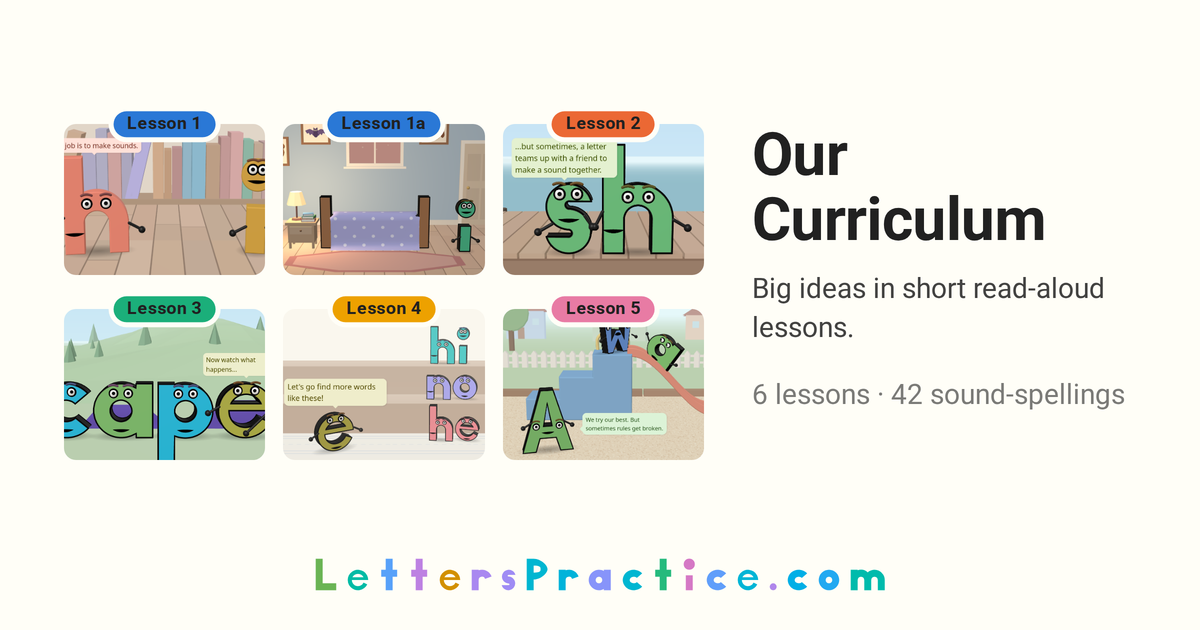 Lesson 1
job is to make sounds.
h
Lesson 1a
i
Lesson 2
...but sometimes, a letter
teams up with a friend to
make a sound together.
sh
Lesson 3
Now watch what
happens...
cape
Lesson 4
hi
Let's go find more words
like these!
no
he
e
Lesson 5
w
a
A
We try our best. But
sometimes rules get broken.
Our
Curriculum
Big ideas in short read-aloud
lessons.
6 lessons · 42 sound-spellings
LettersPractice.com